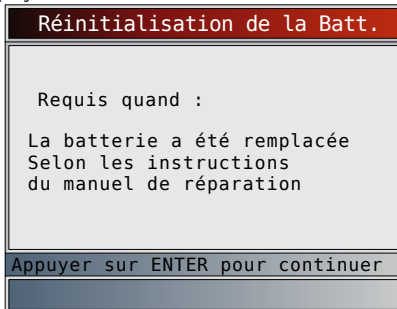 Réinitialisation de la Batt.
Requis quand :
La batterie a été remplacée
Selon les instructions
du manuel de réparation
Appuyer sur ENTER pour continuer